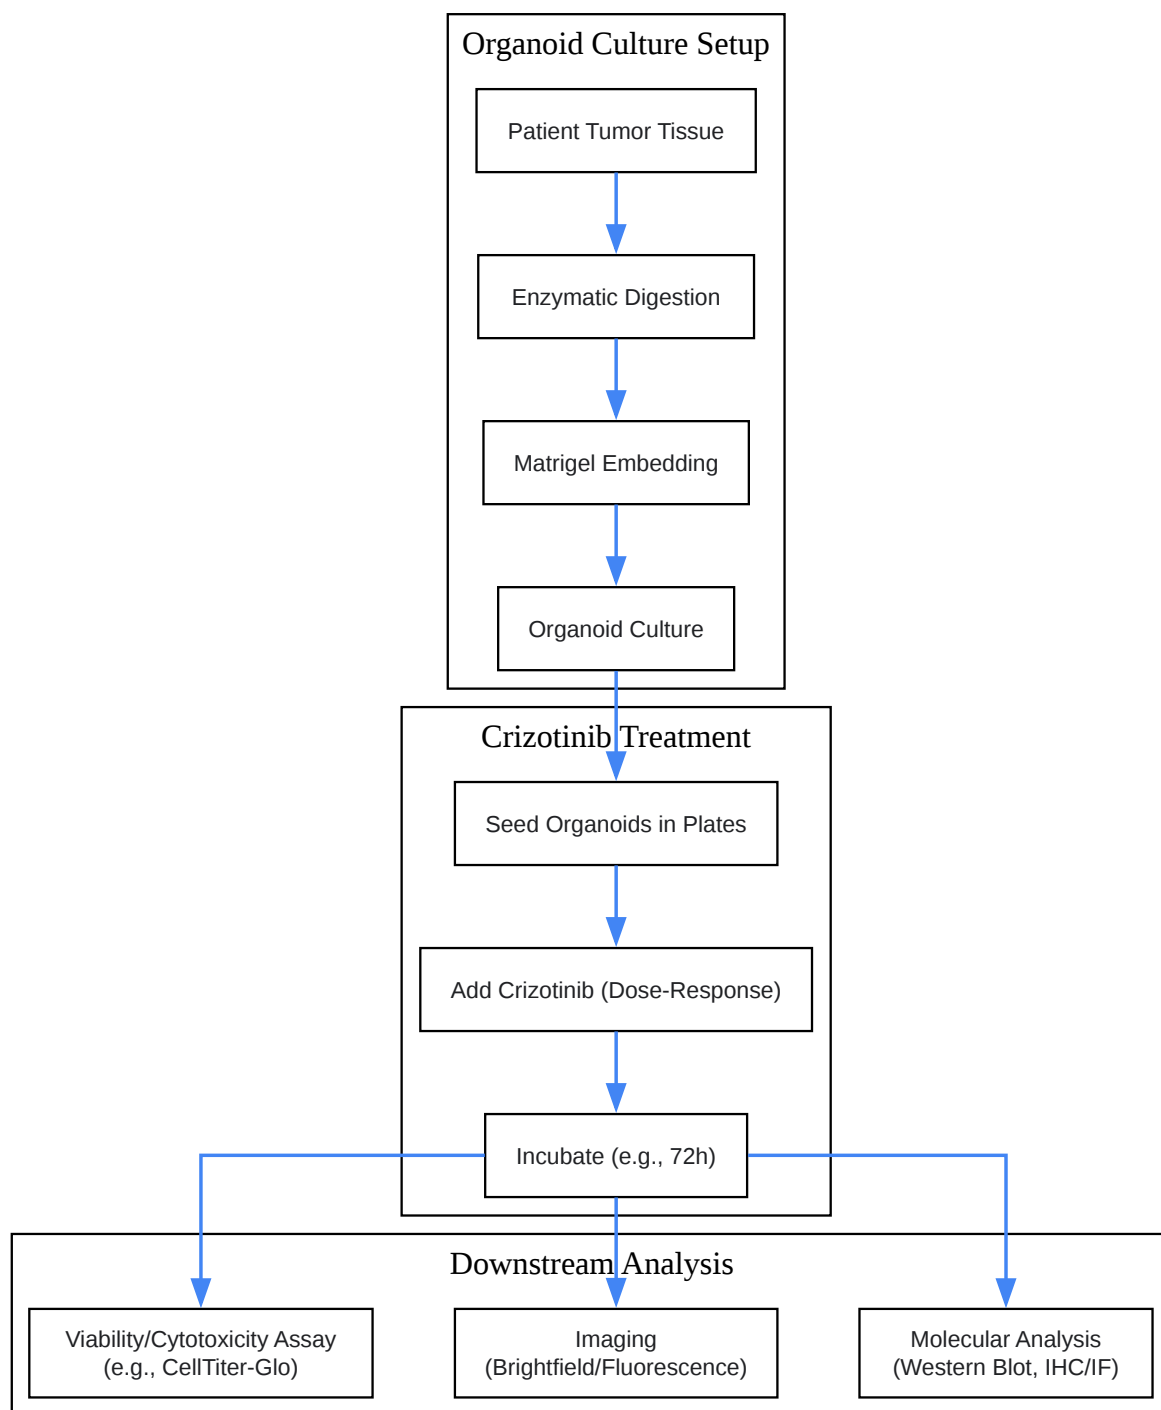 Organoid Culture Setup
Patient Tumor Tissue
Enzymatic Digestion
Matrigel Embedding
Organoid Culture
Crizotinib Treatment
Seed Organoids in Plates
Add Crizotinib (Dose-Response)
Incubate (e.g., 72h)
Downstream Analysis
Viability/Cytotoxicity Assay
(e.g., CellTiter-Glo)
Imaging
(Brightfield/Fluorescence)
Molecular Analysis
(Western Blot, IHC/IF)